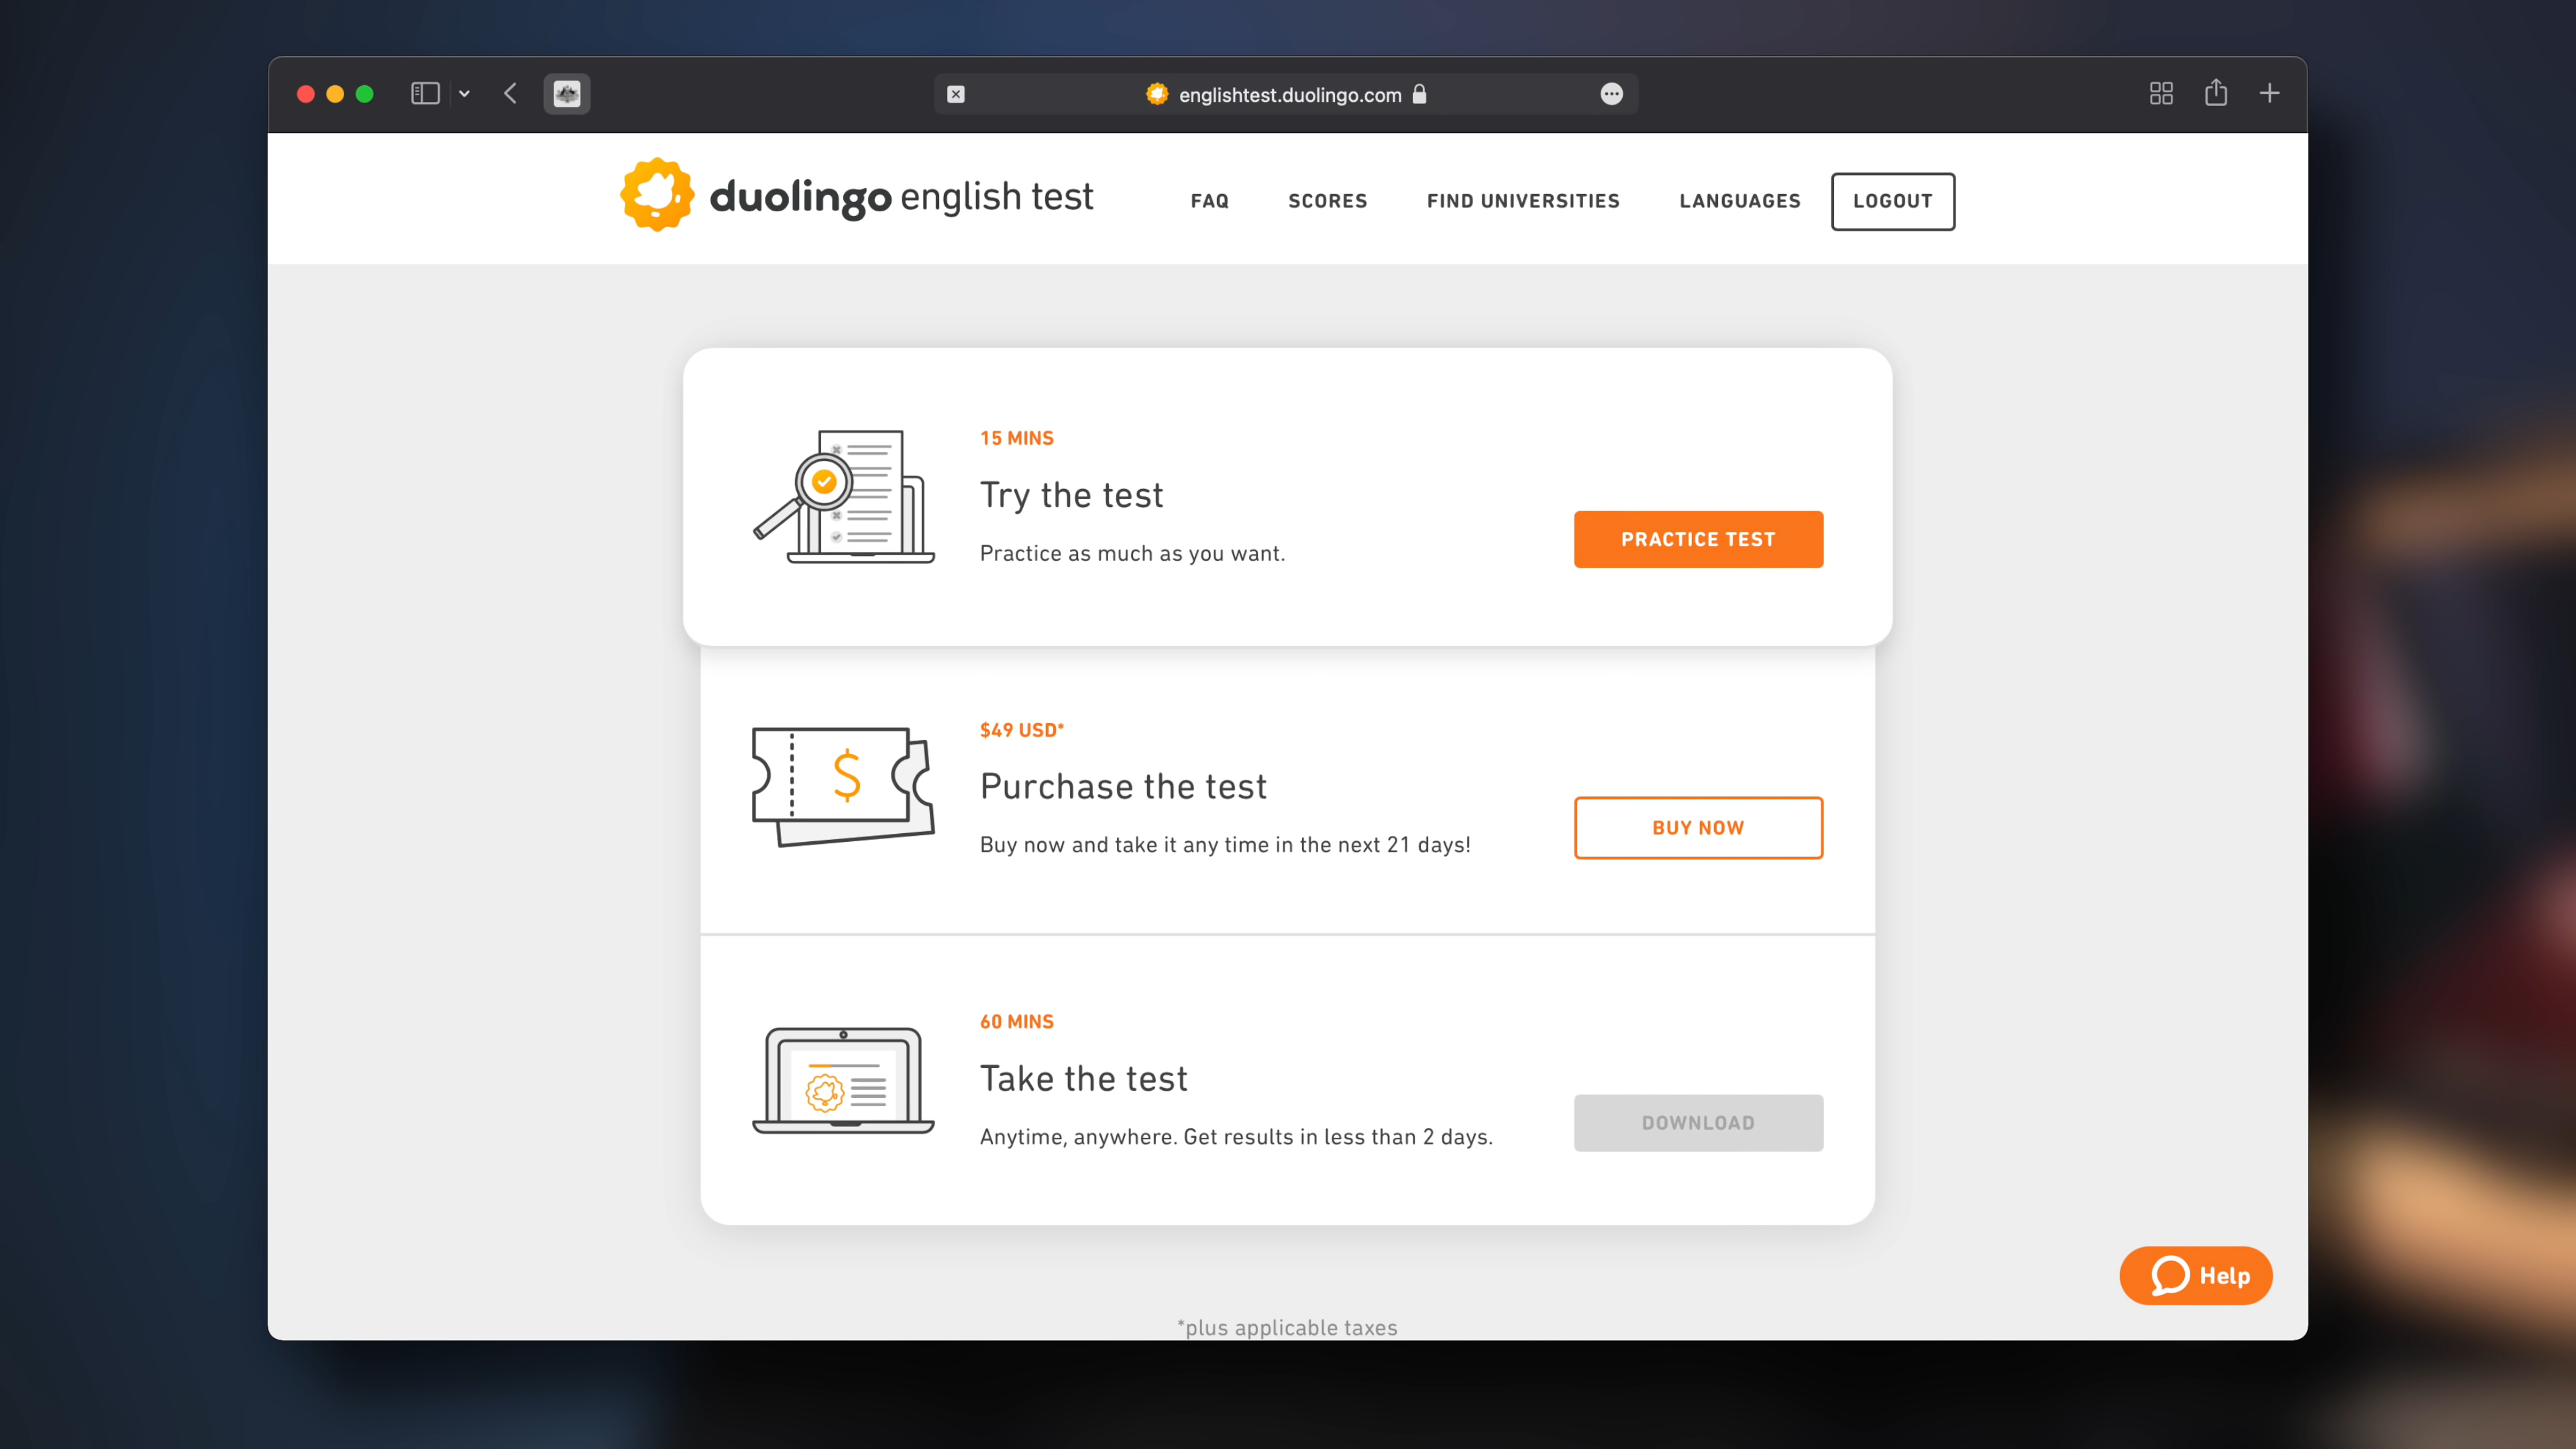 englishtest.duolingo.com
duolingo english test
FAQ
SCORES
FIND UNIVERSITIES
LANGUAGES
LOGOUT
15 MINS
Try the test
Practice as much as you want.
PRACTICE TEST
$49 USD*
Purchase the test
Buy now and take it any time in the next 21 days!
BUY NOW
60 MINS
Take the test
Anytime, anywhere. Get results in less than 2 days.
DOWNLOAD
Help
*plus applicable taxes